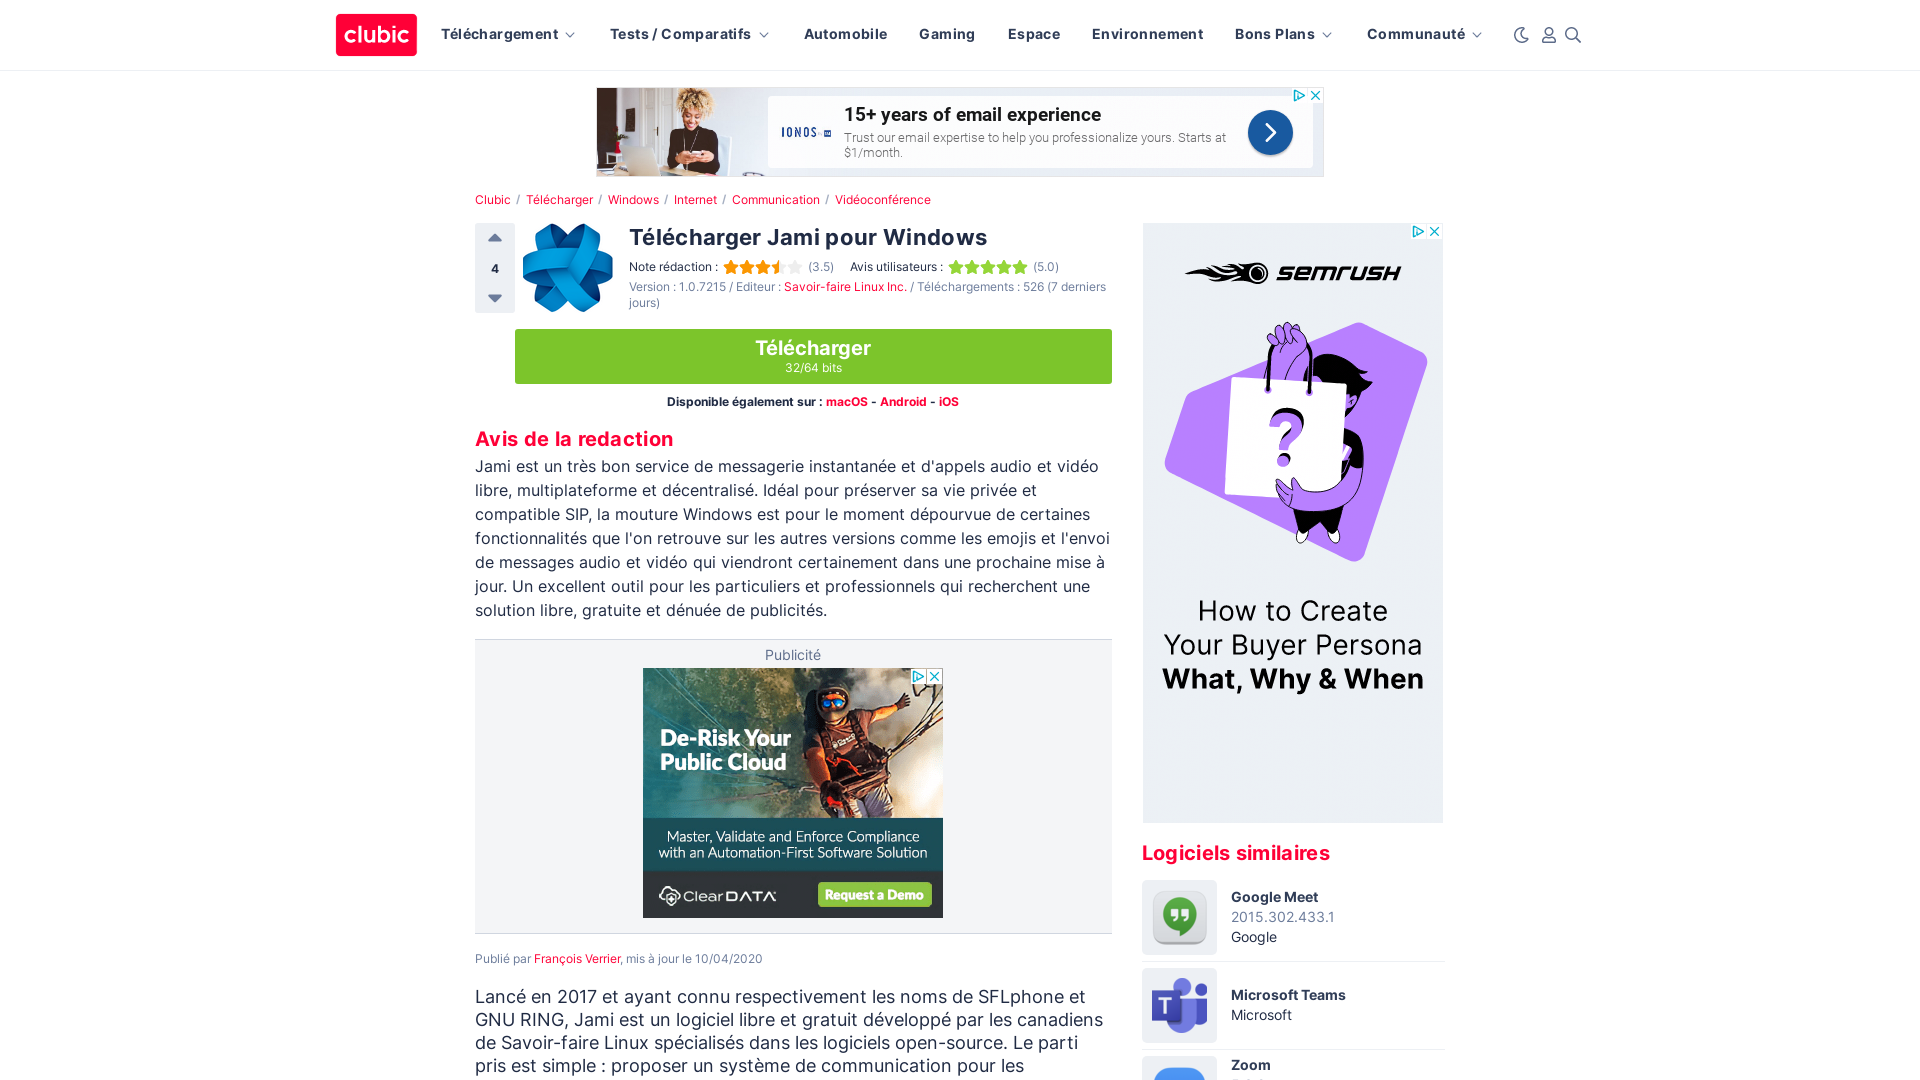 clubic
Téléchargement
Tests / Comparatifs
Automobile
Gaming
Espace
Environnement
Bons Plans
Communauté
IONOS
15+ years of email experience
Trust our email expertise to help you professionalize yours. Starts at
$1/month.
Clubic / Télécharger / Windows / Internet / Communication / Vidéoconférence
4
Télécharger Jami pour Windows
Note rédaction : (3.5) Avis utilisateurs : (5.0)
Version : 1.0.7215 / Editeur : Savoir-faire Linux Inc. / Téléchargements : 526 (7 derniers
jours)
Télécharger
32/64 bits
Disponible également sur : macOS - Android - iOS
Avis de la redaction
Jami est un très bon service de messagerie instantanée et d'appels audio et vidéo
libre, multiplateforme et décentralisé. Idéal pour préserver sa vie privée et
compatible SIP, la mouture Windows est pour le moment dépourvue de certaines
fonctionnalités que l'on retrouve sur les autres versions comme les emojis et l'envoi
de messages audio et vidéo qui viendront certainement dans une prochaine mise à
jour. Un excellent outil pour les particuliers et professionnels qui recherchent une
solution libre, gratuite et dénuée de publicités.
Publicité
De-Risk Your
Public Cloud
Master, Validate and Enforce Compliance
with an Automation-First Software Solution
ClearDATA
Request a Demo
Publié par François Verrier, mis à jour le 10/04/2020
Lancé en 2017 et ayant connu respectivement les noms de SFLphone et
GNU RING, Jami est un logiciel libre et gratuit développé par les canadiens
de Savoir-faire Linux spécialisés dans les logiciels open-source. Le parti
pris est simple : proposer un système de communication pour les
SEMRUSH
?
How to Create
Your Buyer Persona
What, Why & When
Logiciels similaires
Google Meet
2015.302.433.1
Google
T
Microsoft Teams
Microsoft
Zoom